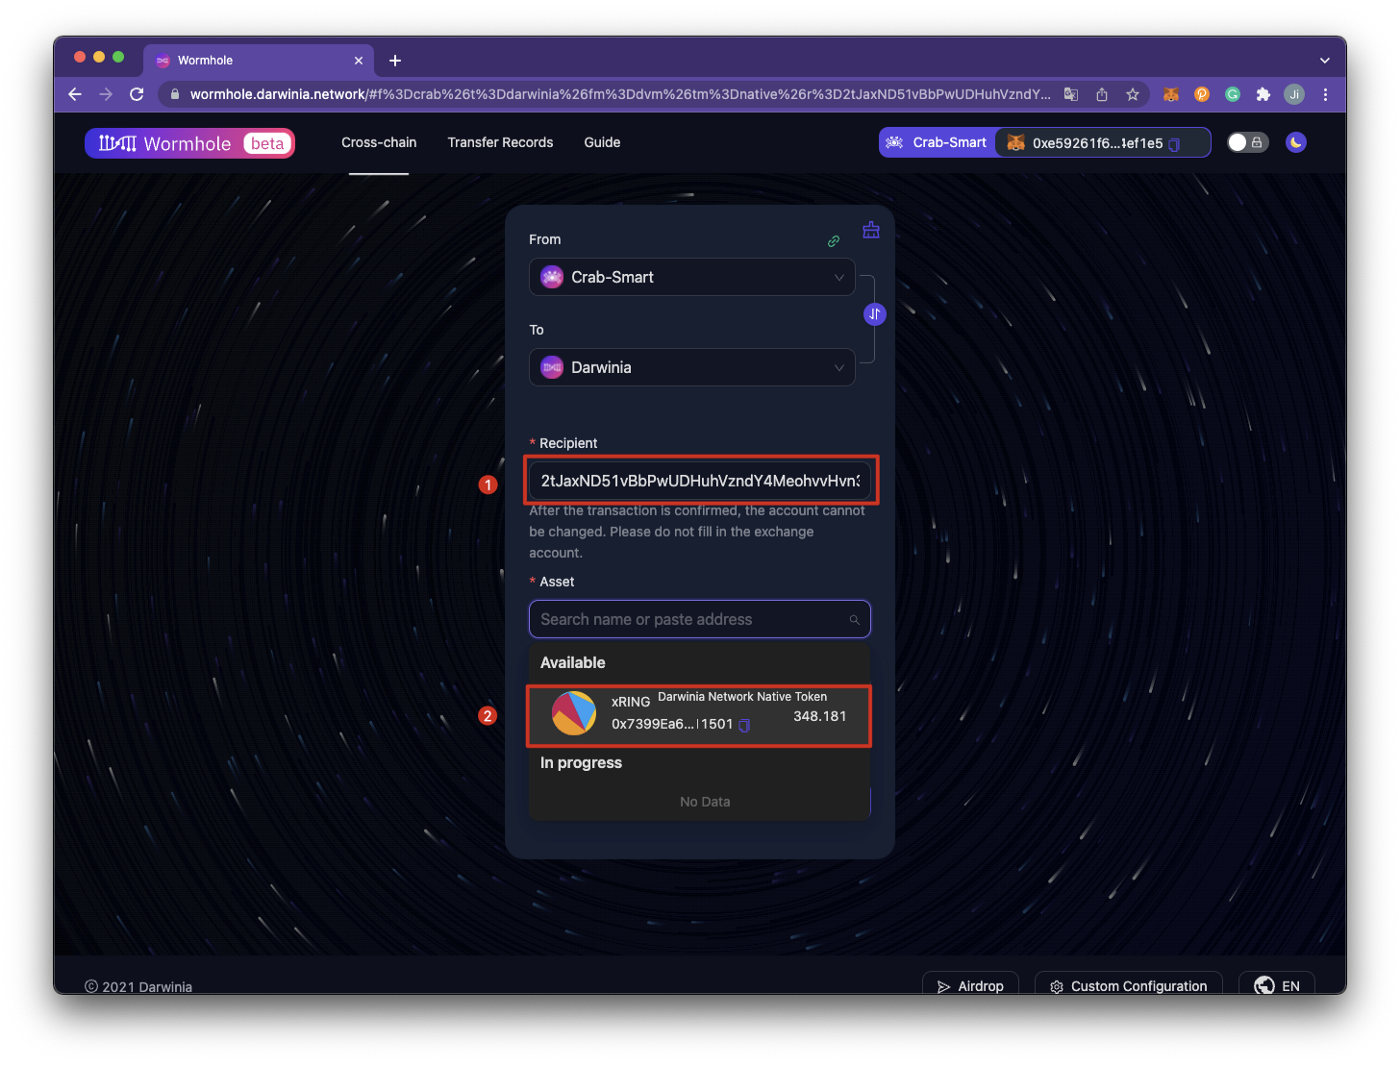 Wormhole
wormhole.darwinia.network/#f%3Dcrab%26t%3Ddarwinia%26fm%3Ddvm%26tm%3Dnative%26r%3D2tJaxND51vBbPwUDHuhVzndY...
Ji
Wormhole beta
Cross-chain
Transfer Records
Guide
Crab-Smart
0xe59261f6...4ef1e5
From
Crab-Smart
To
Darwinia
* Recipient
1
2tJaxND51vBbPwUDHuhVzndY4MeohvvHvn3
After the transaction is confirmed, the account cannot
be changed. Please do not fill in the exchange
account.
* Asset
Search name or paste address
Available
2
xRING Darwinia Network Native Token
0x7399Ea6...1501
348.181
In progress
No Data
© 2021 Darwinia
Airdrop
Custom Configuration
EN